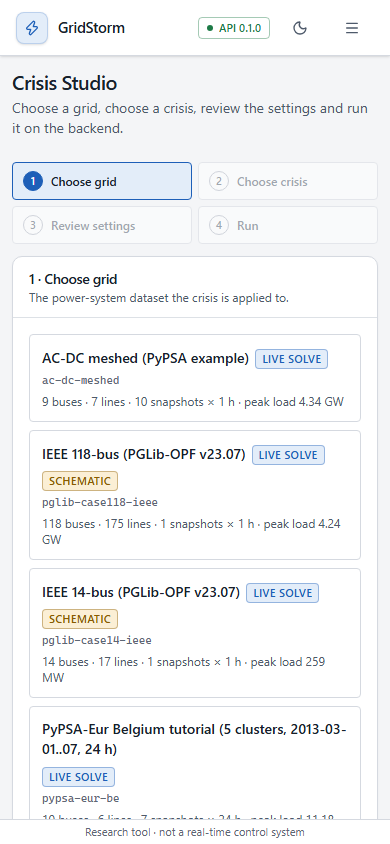 GridStorm
API 0.1.0
Crisis Studio
Choose a grid, choose a crisis, review the settings and run
it on the backend.
1 Choose grid
2 Choose crisis
3 Review settings
4 Run
1 · Choose grid
The power-system dataset the crisis is applied to.
AC-DC meshed (PyPSA example) LIVE SOLVE
ac-dc-meshed
9 buses · 7 lines · 10 snapshots × 1 h · peak load 4.34 GW
IEEE 118-bus (PGLib-OPF v23.07) LIVE SOLVE
SCHEMATIC
pglib-case118-ieee
118 buses · 175 lines · 1 snapshots × 1 h · peak load 4.24
GW
IEEE 14-bus (PGLib-OPF v23.07) LIVE SOLVE
SCHEMATIC
pglib-case14-ieee
14 buses · 17 lines · 1 snapshots × 1 h · peak load 259
MW
PyPSA-Eur Belgium tutorial (5 clusters, 2013-03-
01..07, 24 h)
LIVE SOLVE
pypsa-eur-be
Research tool · not a real-time control system